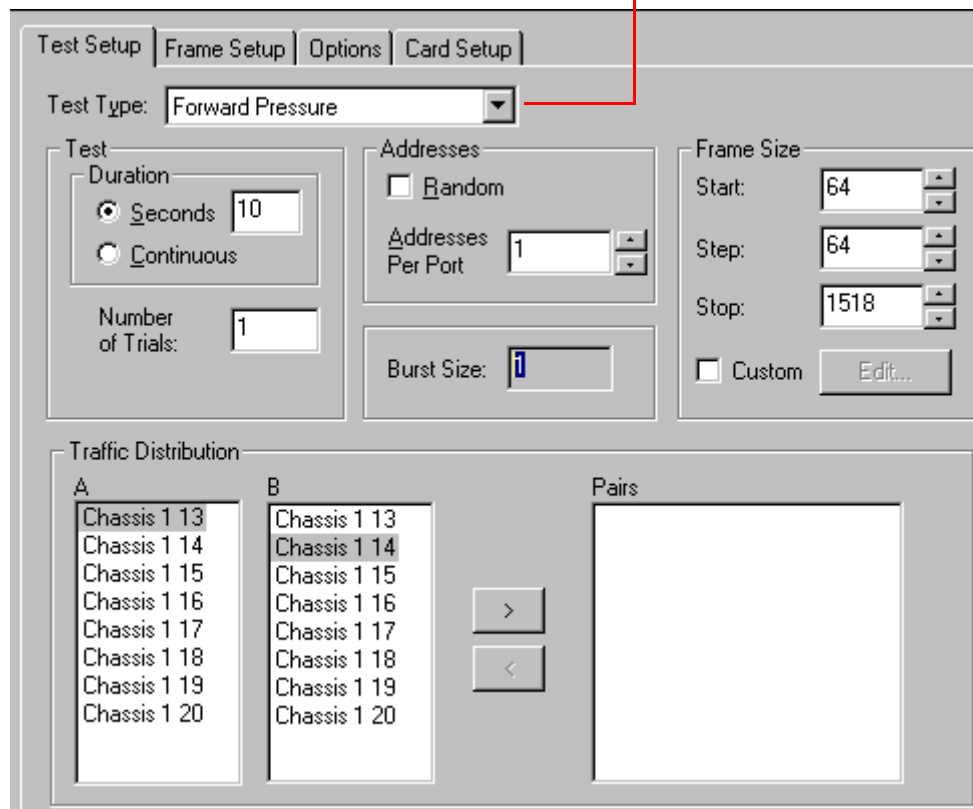 Test Setup
Frame Setup
Options
Card Setup
Test Type:
Forward Pressure
Test
Duration
Seconds
10
Continuous
Number
of Trials:
1
Addresses
Random
Addresses
Per Port
1
Burst Size:
1
Frame Size
Start:
64
Step:
64
Stop:
1518
Custom
Edit...
Traffic Distribution
A
Chassis 1 13
Chassis 1 14
Chassis 1 15
Chassis 1 16
Chassis 1 17
Chassis 1 18
Chassis 1 19
Chassis 1 20
B
Chassis 1 13
Chassis 1 14
Chassis 1 15
Chassis 1 16
Chassis 1 17
Chassis 1 18
Chassis 1 19
Chassis 1 20
>
<
Pairs